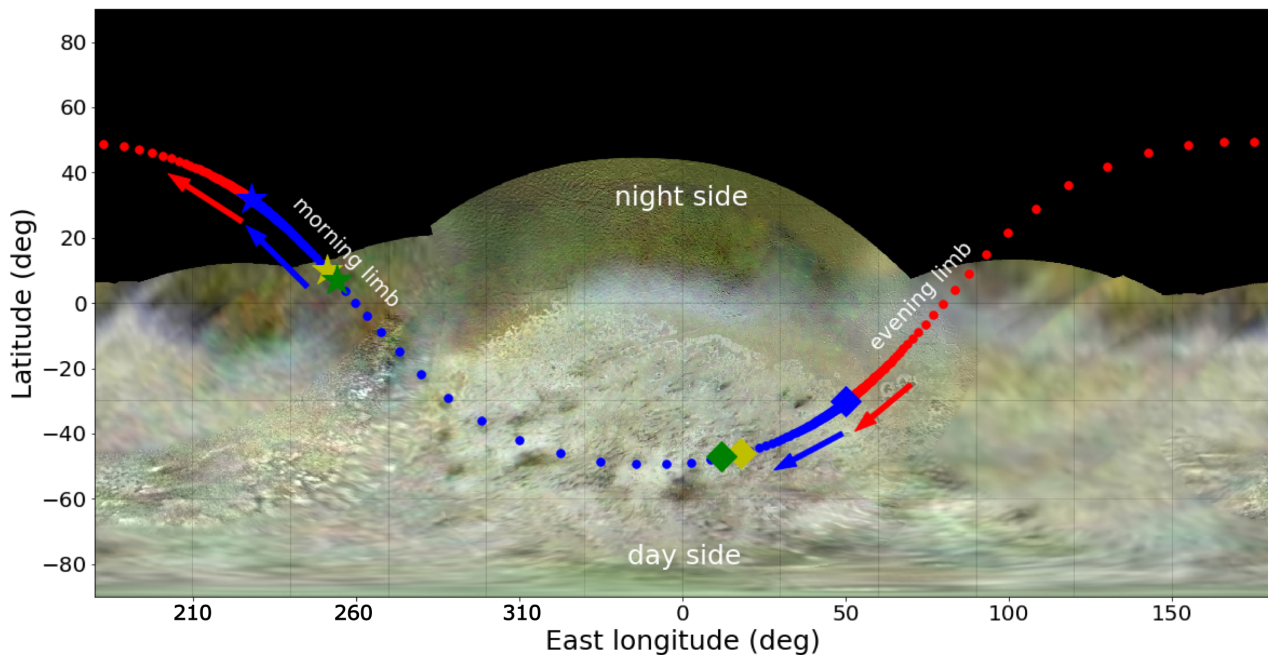 80
60
40
20
0
−20
−40
−60
−80
Latitude (deg)
night side
morning limb
evening limb
day side
210 260 310 0 50 100 150
East longitude (deg)